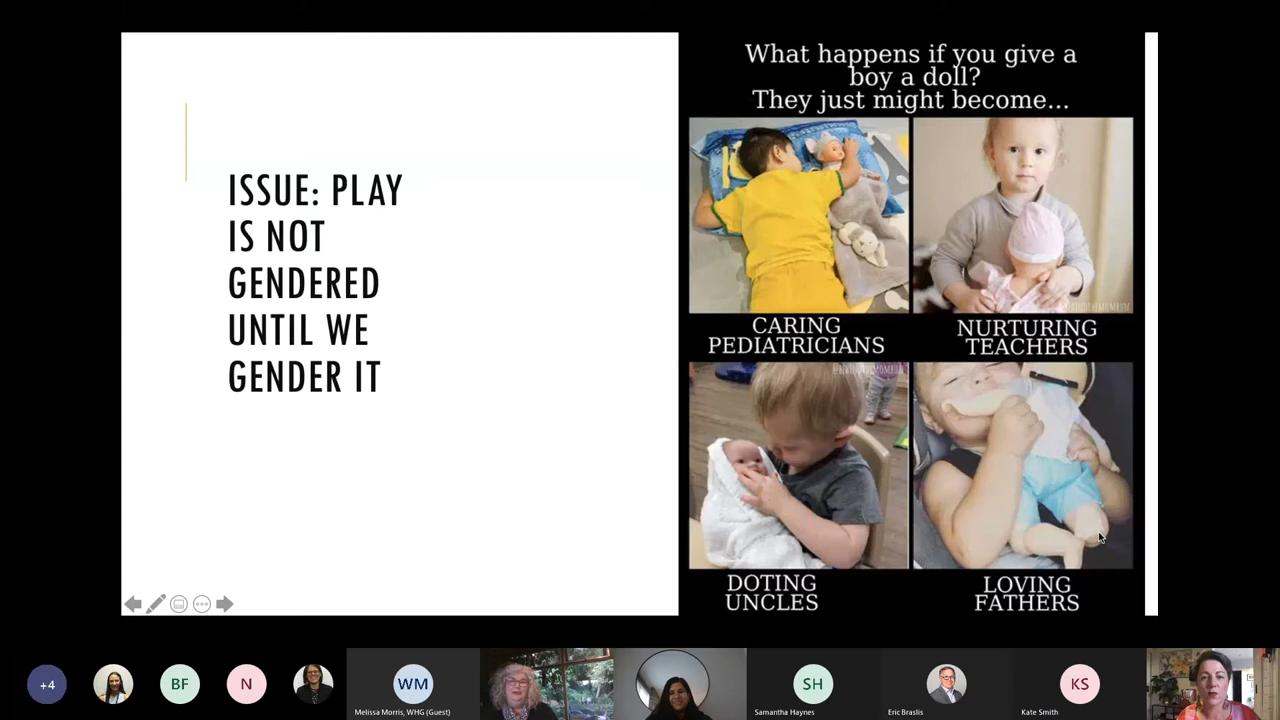 ISSUE: PLAY
IS NOT
GENDERED
UNTIL WE
GENDER IT
What happens if you give a
boy a doll?
They just might become...
CARING
PEDIATRICIANS
NURTURING
TEACHERS
DOTING
UNCLES
LOVING
FATHERS
+4
BF
N
WM
Melissa Morris, WHG (Guest)
SH
Samantha Haynes
Eric Braslis
KS
Kate Smith